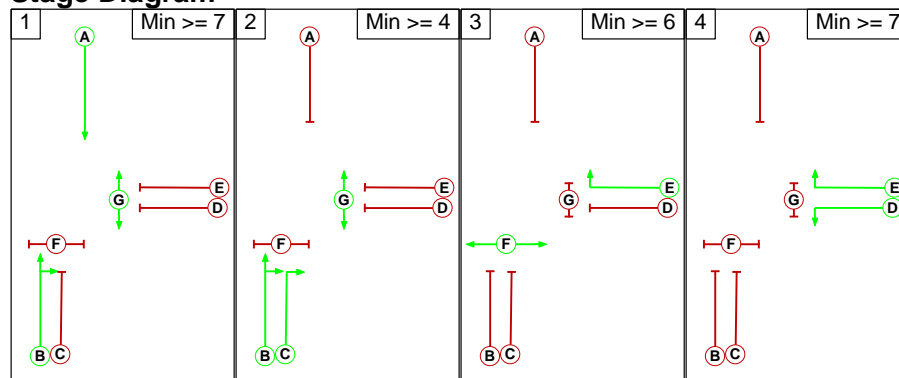 Stage Diagram
1 Min >= 7 2 Min >= 4 3 Min >= 6 4 Min >= 7
A A A A
E E E E
G G G G
D D D D
F F F F
B C B C B C B C